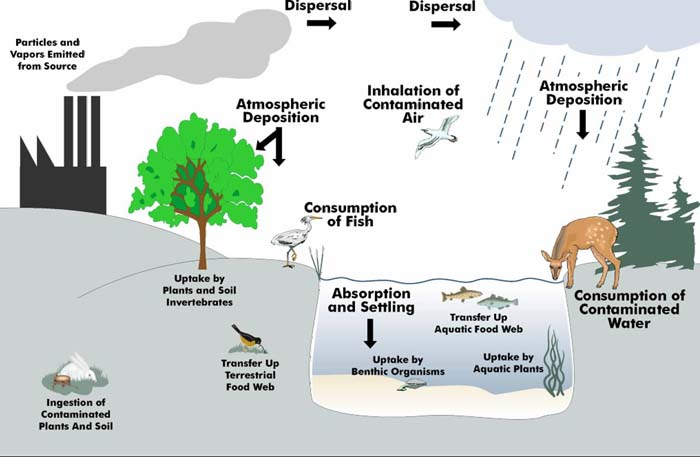 Dispersal
Dispersal
Particles and
Vapors Emitted
from Source
Atmospheric
Deposition
Inhalation of
Contaminated
Air
Atmospheric
Deposition
Consumption
of Fish
Uptake by
Plants and Soil
Invertebrates
Absorption
and Settling
Transfer Up
Aquatic Food Web
Consumption of
Contaminated
Water
Transfer Up
Terrestrial
Food Web
Uptake by
Benthic Organisms
Uptake by
Aquatic Plants
Ingestion of
Contaminated
Plants And Soil